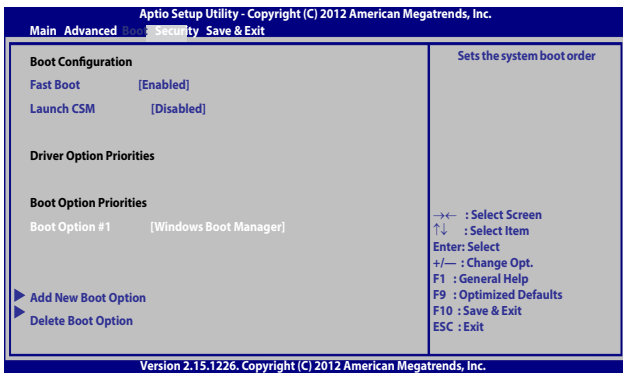 Aptio Setup Utility - Copyright (C) 2012 American Megatrends, Inc.
Main Advanced Boot Security Save & Exit
Boot Configuration
Fast Boot [Enabled]
Launch CSM [Disabled]
Driver Option Priorities
Boot Option Priorities
Boot Option #1 [Windows Boot Manager]
Add New Boot Option
Delete Boot Option
Sets the system boot order
→← : Select Screen
↑↓ : Select Item
Enter: Select
+/— : Change Opt.
F1 : General Help
F9 : Optimized Defaults
F10 : Save & Exit
ESC : Exit
Version 2.15.1226. Copyright (C) 2012 American Megatrends, Inc.